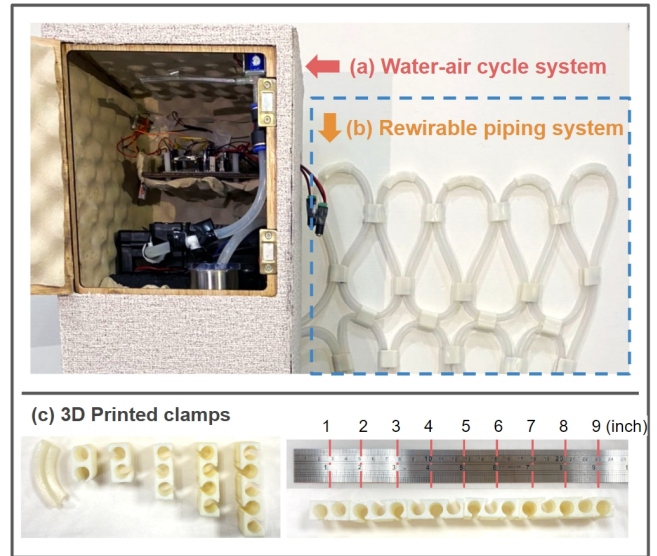 (a) Water-air cycle system
(b) Rewirable piping system
(c) 3D Printed clamps
1 2 3 4 5 6 7 8 9 (inch)